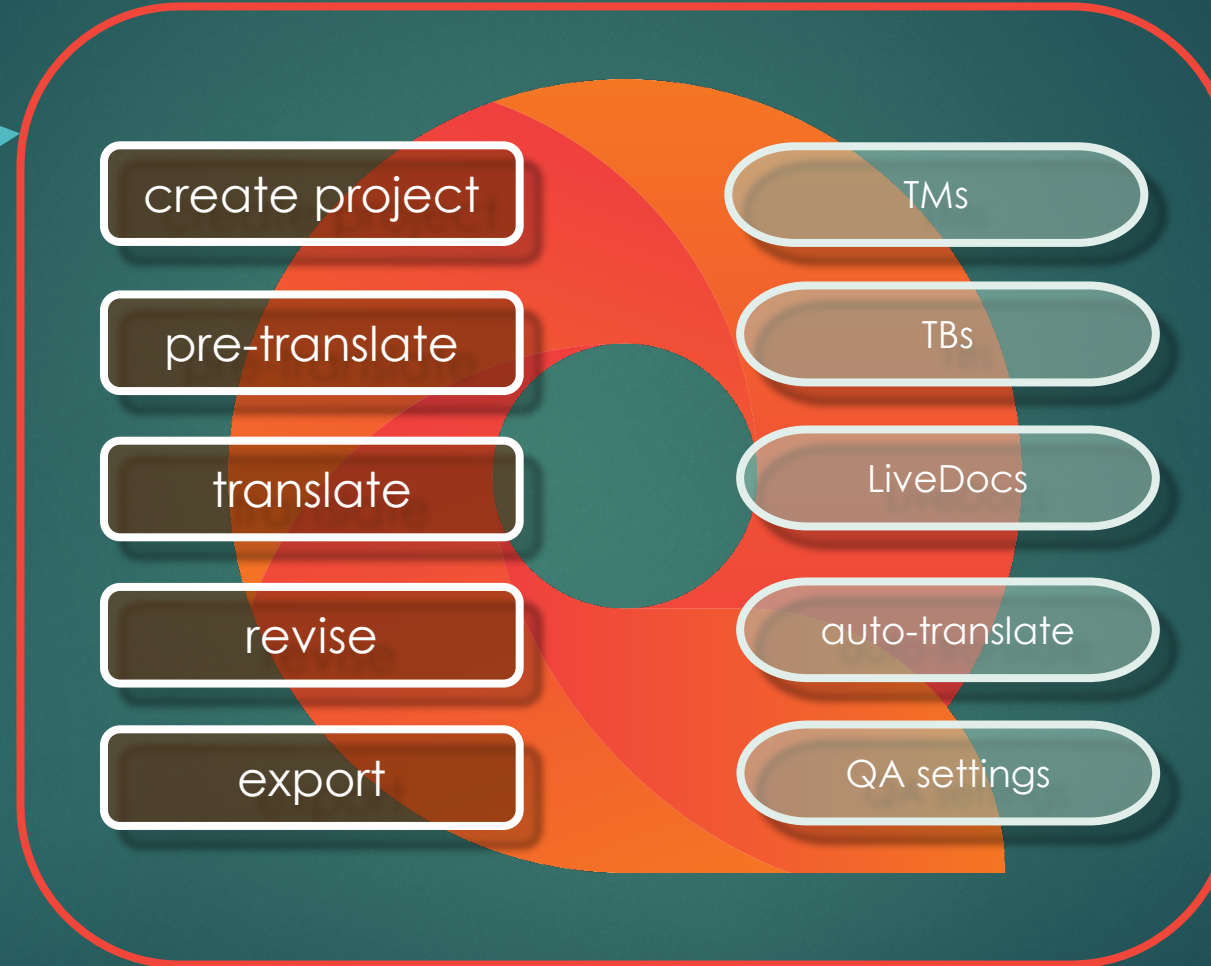 create project
pre-translate
translate
revise
export
TMs
TBs
LiveDocs
auto-translate
QA settings